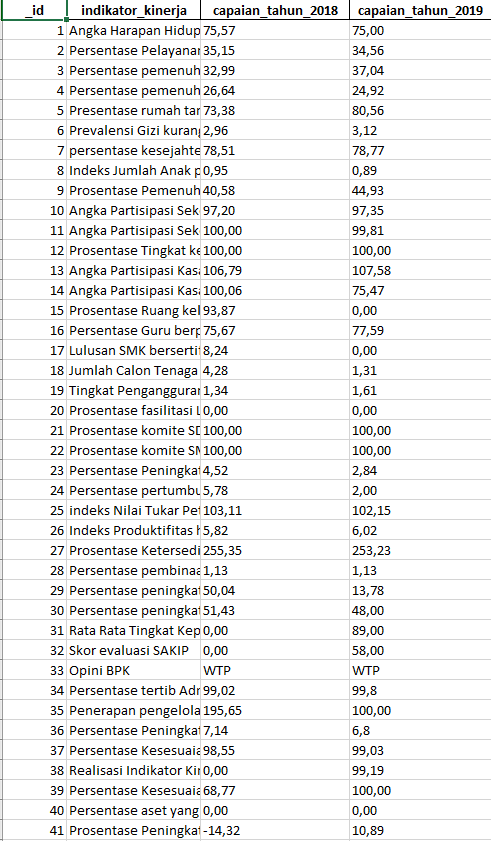 _id indikator_kinerja capaian_tahun_2018 capaian_tahun_2019
1 Angka Harapan Hidup 75,57 75,00
2 Persentase Pelayanan 35,15 34,56
3 Persentase pemenuh 32,99 37,04
4 Persentase pemenuh 26,64 24,92
5 Presentase rumah tan 73,38 80,56
6 Prevalensi Gizi kurang 2,96 3,12
7 persentase kesejahte 78,51 78,77
8 Indeks Jumlah Anak p 0,95 0,89
9 Prosentase Pemenuh 40,58 44,93
10 Angka Partisipasi Sek 97,20 97,35
11 Angka Partisipasi Sek 100,00 99,81
12 Prosentase Tingkat ke 100,00 100,00
13 Angka Partisipasi Kasa 106,79 107,58
14 Angka Partisipasi Kasa 100,06 75,47
15 Prosentase Ruang kel 93,87 0,00
16 Persentase Guru berp 75,67 77,59
17 Lulusan SMK bersertif 8,24 0,00
18 Jumlah Calon Tenaga 4,28 1,31
19 Tingkat Pengangguran 1,34 1,61
20 Prosentase fasilitasi L 0,00 0,00
21 Prosentase komite SD 100,00 100,00
22 Prosentase komite SM 100,00 100,00
23 Persentase Peningkat 4,52 2,84
24 Persentase pertumbu 5,78 2,00
25 indeks Nilai Tukar Pet 103,11 102,15
26 Indeks Produktifitas h 5,82 6,02
27 Prosentase Ketersedi 255,35 253,23
28 Persentase pembinaa 1,13 1,13
29 Persentase peningkat 50,04 13,78
30 Persentase peningkat 51,43 48,00
31 Rata Rata Tingkat Kep 0,00 89,00
32 Skor evaluasi SAKIP 0,00 58,00
33 Opini BPK WTP WTP
34 Persentase tertib Adr 99,02 99,8
35 Penerapan pengelola 195,65 100,00
36 Persentase Peningkat 7,14 6,8
37 Persentase Kesesuaia 98,55 99,03
38 Realisasi Indikator Kin 0,00 99,19
39 Persentase Kesesuaia 68,77 100,00
40 Persentase aset yang 0,00 0,00
41 Prosentase Peningkat -14,32 10,89